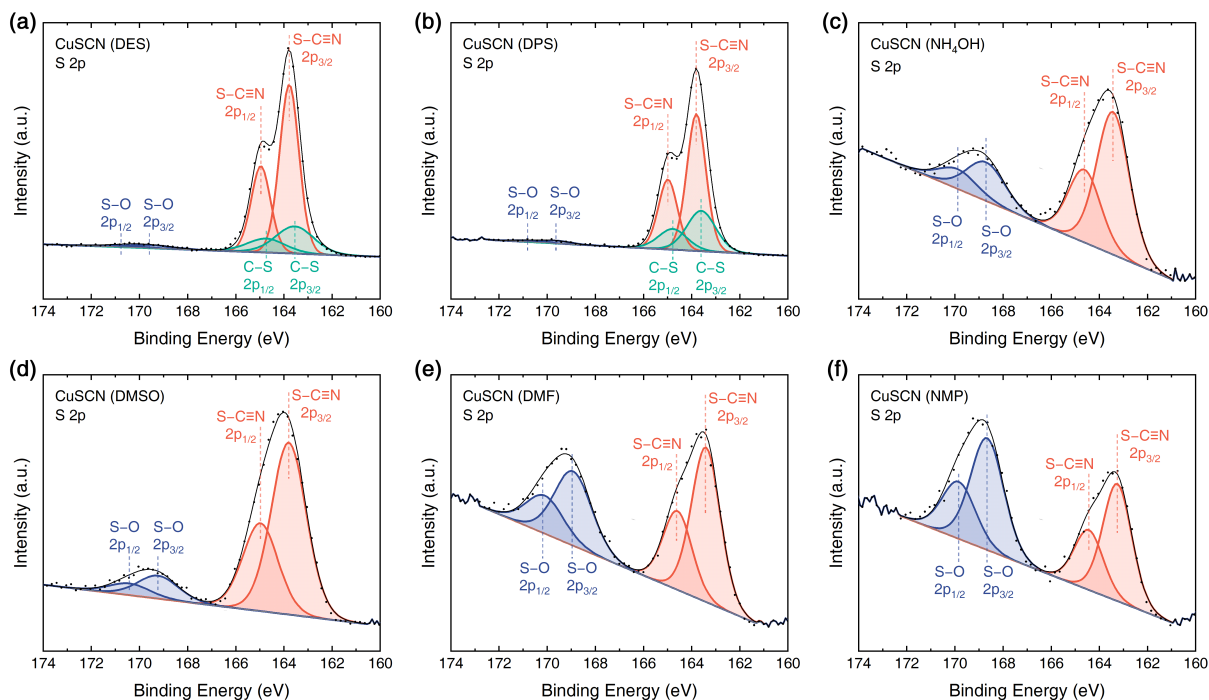 (a)
CuSCN (DES)
S 2p
S–C≡N
2p3/2
S–C≡N
2p1/2
S–O
2p1/2
S–O
2p3/2
C–S
2p1/2
C–S
2p3/2
Intensity (a.u.)
174 172 170 168 166 164 162 160
Binding Energy (eV)
(b)
CuSCN (DPS)
S 2p
S–C≡N
2p3/2
S–C≡N
2p1/2
S–O
2p1/2
S–O
2p3/2
C–S
2p1/2
C–S
2p3/2
Intensity (a.u.)
174 172 170 168 166 164 162 160
Binding Energy (eV)
(c)
CuSCN (NH4OH)
S 2p
S–C≡N
2p1/2
S–C≡N
2p3/2
S–O
2p1/2
S–O
2p3/2
Intensity (a.u.)
174 172 170 168 166 164 162 160
Binding Energy (eV)
(d)
CuSCN (DMSO)
S 2p
S–C≡N
2p3/2
S–C≡N
2p1/2
S–O
2p1/2
S–O
2p3/2
Intensity (a.u.)
174 172 170 168 166 164 162 160
Binding Energy (eV)
(e)
CuSCN (DMF)
S 2p
S–C≡N
2p3/2
S–C≡N
2p1/2
S–O
2p1/2
S–O
2p3/2
Intensity (a.u.)
174 172 170 168 166 164 162 160
Binding Energy (eV)
(f)
CuSCN (NMP)
S 2p
S–C≡N
2p3/2
S–C≡N
2p1/2
S–O
2p1/2
S–O
2p3/2
Intensity (a.u.)
174 172 170 168 166 164 162 160
Binding Energy (eV)